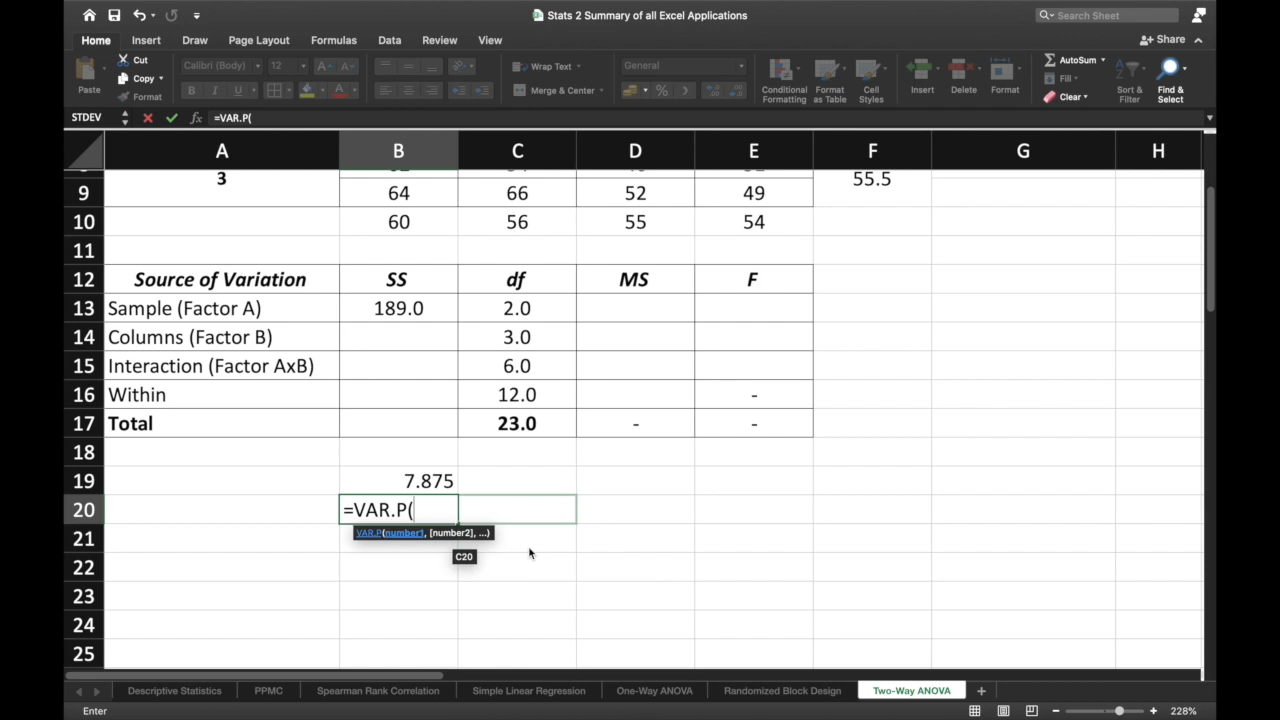 Stats 2 Summary of all Excel Applications
Search Sheet
Home Insert Draw Page Layout Formulas Data Review View
Share
Paste
Cut
Copy
Format
Calibri (Body) 12
B I U
Wrap Text
Merge & Center
General
Conditional Formatting
Format as Table
Cell Styles
Insert
Delete
Format
AutoSum
Fill
Clear
Sort & Filter
Find & Select
STDEV fx =VAR.P(
A B C D E F G H
3 55.5
9 64 66 52 49
10 60 56 55 54
11
12 Source of Variation SS df MS F
13 Sample (Factor A) 189.0 2.0
14 Columns (Factor B) 3.0
15 Interaction (Factor AxB) 6.0
16 Within 12.0 -
17 Total 23.0 - -
18
19 7.875
20 =VAR.P(
VAR.P(number1, [number2], ...)
21
C20
22
23
24
25
Descriptive Statistics PPMC Spearman Rank Correlation Simple Linear Regression One-Way ANOVA Randomized Block Design Two-Way ANOVA
Enter 228%